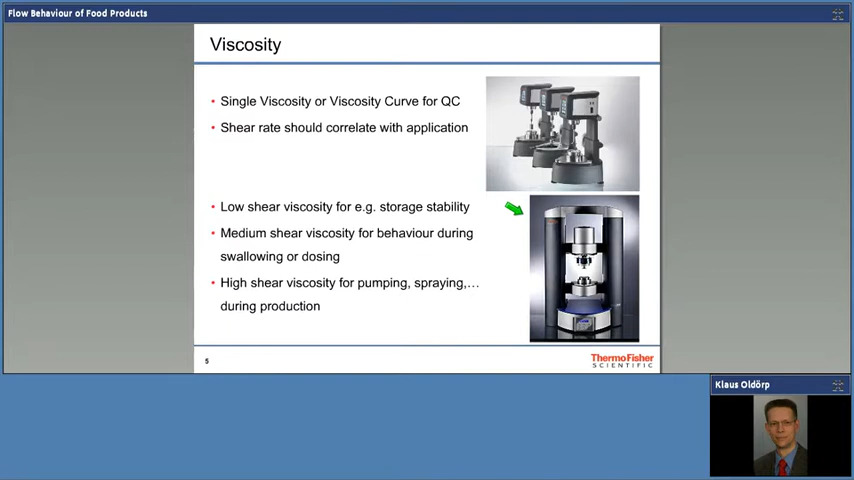 Flow Behaviour of Food Products
Viscosity
• Single Viscosity or Viscosity Curve for QC
• Shear rate should correlate with application
• Low shear viscosity for e.g. storage stability
• Medium shear viscosity for behaviour during
swallowing or dosing
• High shear viscosity for pumping, spraying,…
during production
5
ThermoFisher
SCIENTIFIC
Klaus Oldörp